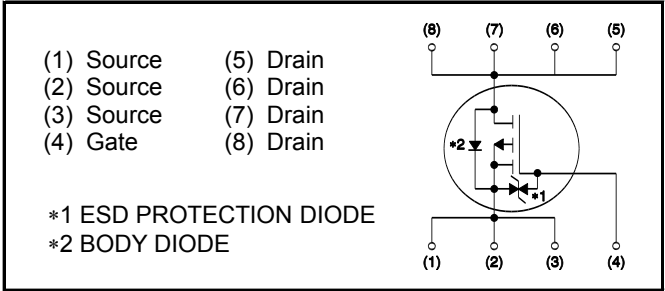 (1) Source (5) Drain
(2) Source (6) Drain
(3) Source (7) Drain
(4) Gate (8) Drain
∗1 ESD PROTECTION DIODE
∗2 BODY DIODE
(8) (7) (6) (5)
∗2
∗1
(1) (2) (3) (4)